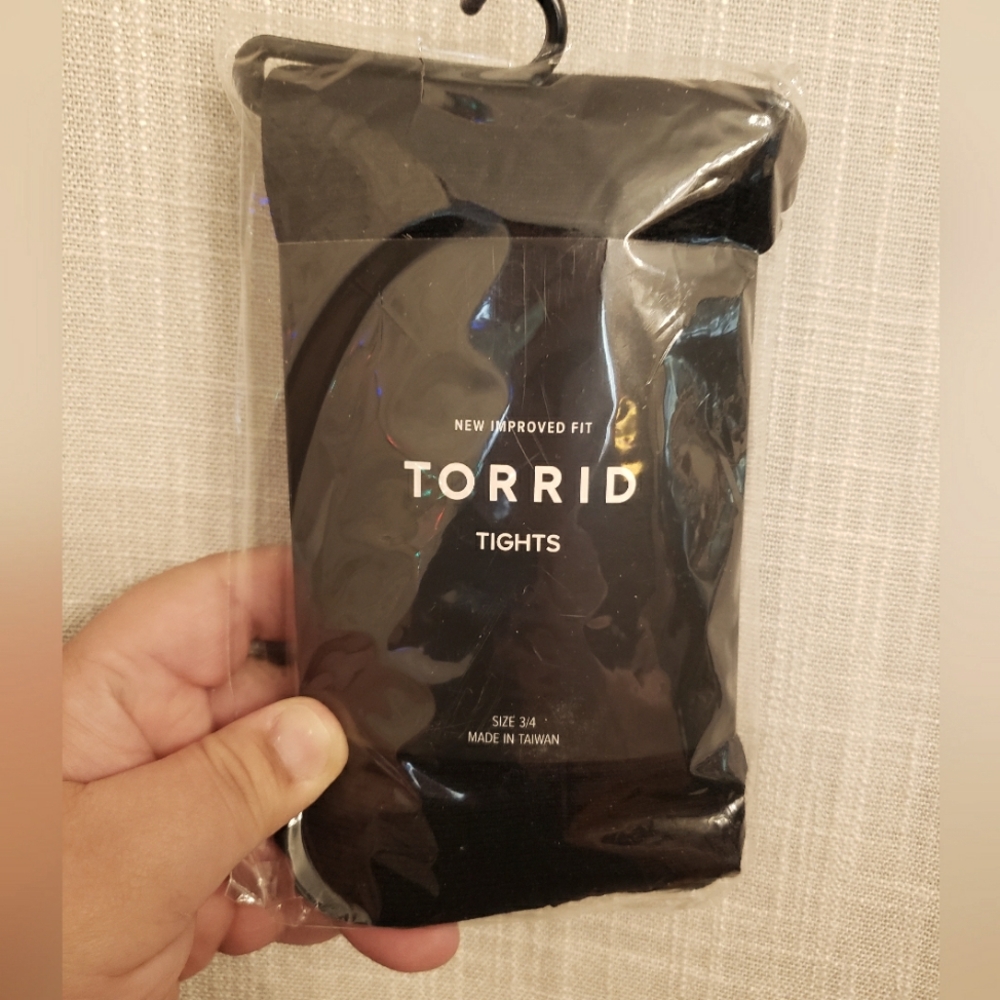 NEW IMPROVED FIT
TORRID
TIGHTS
SIZE 3/4
MADE IN TAIWAN